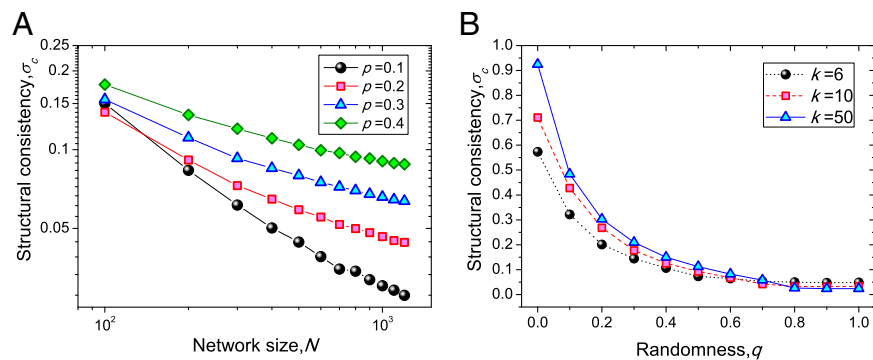 A
Structural consistency,σc
0.25
0.2
0.15
0.1
0.05
10²
10³
Network size,N
p=0.1
p=0.2
p=0.3
p=0.4
B
Structural consistency,σc
1.0
0.9
0.8
0.7
0.6
0.5
0.4
0.3
0.2
0.1
0.0
0.0 0.2 0.4 0.6 0.8 1.0
Randomness,q
k=6
k=10
k=50